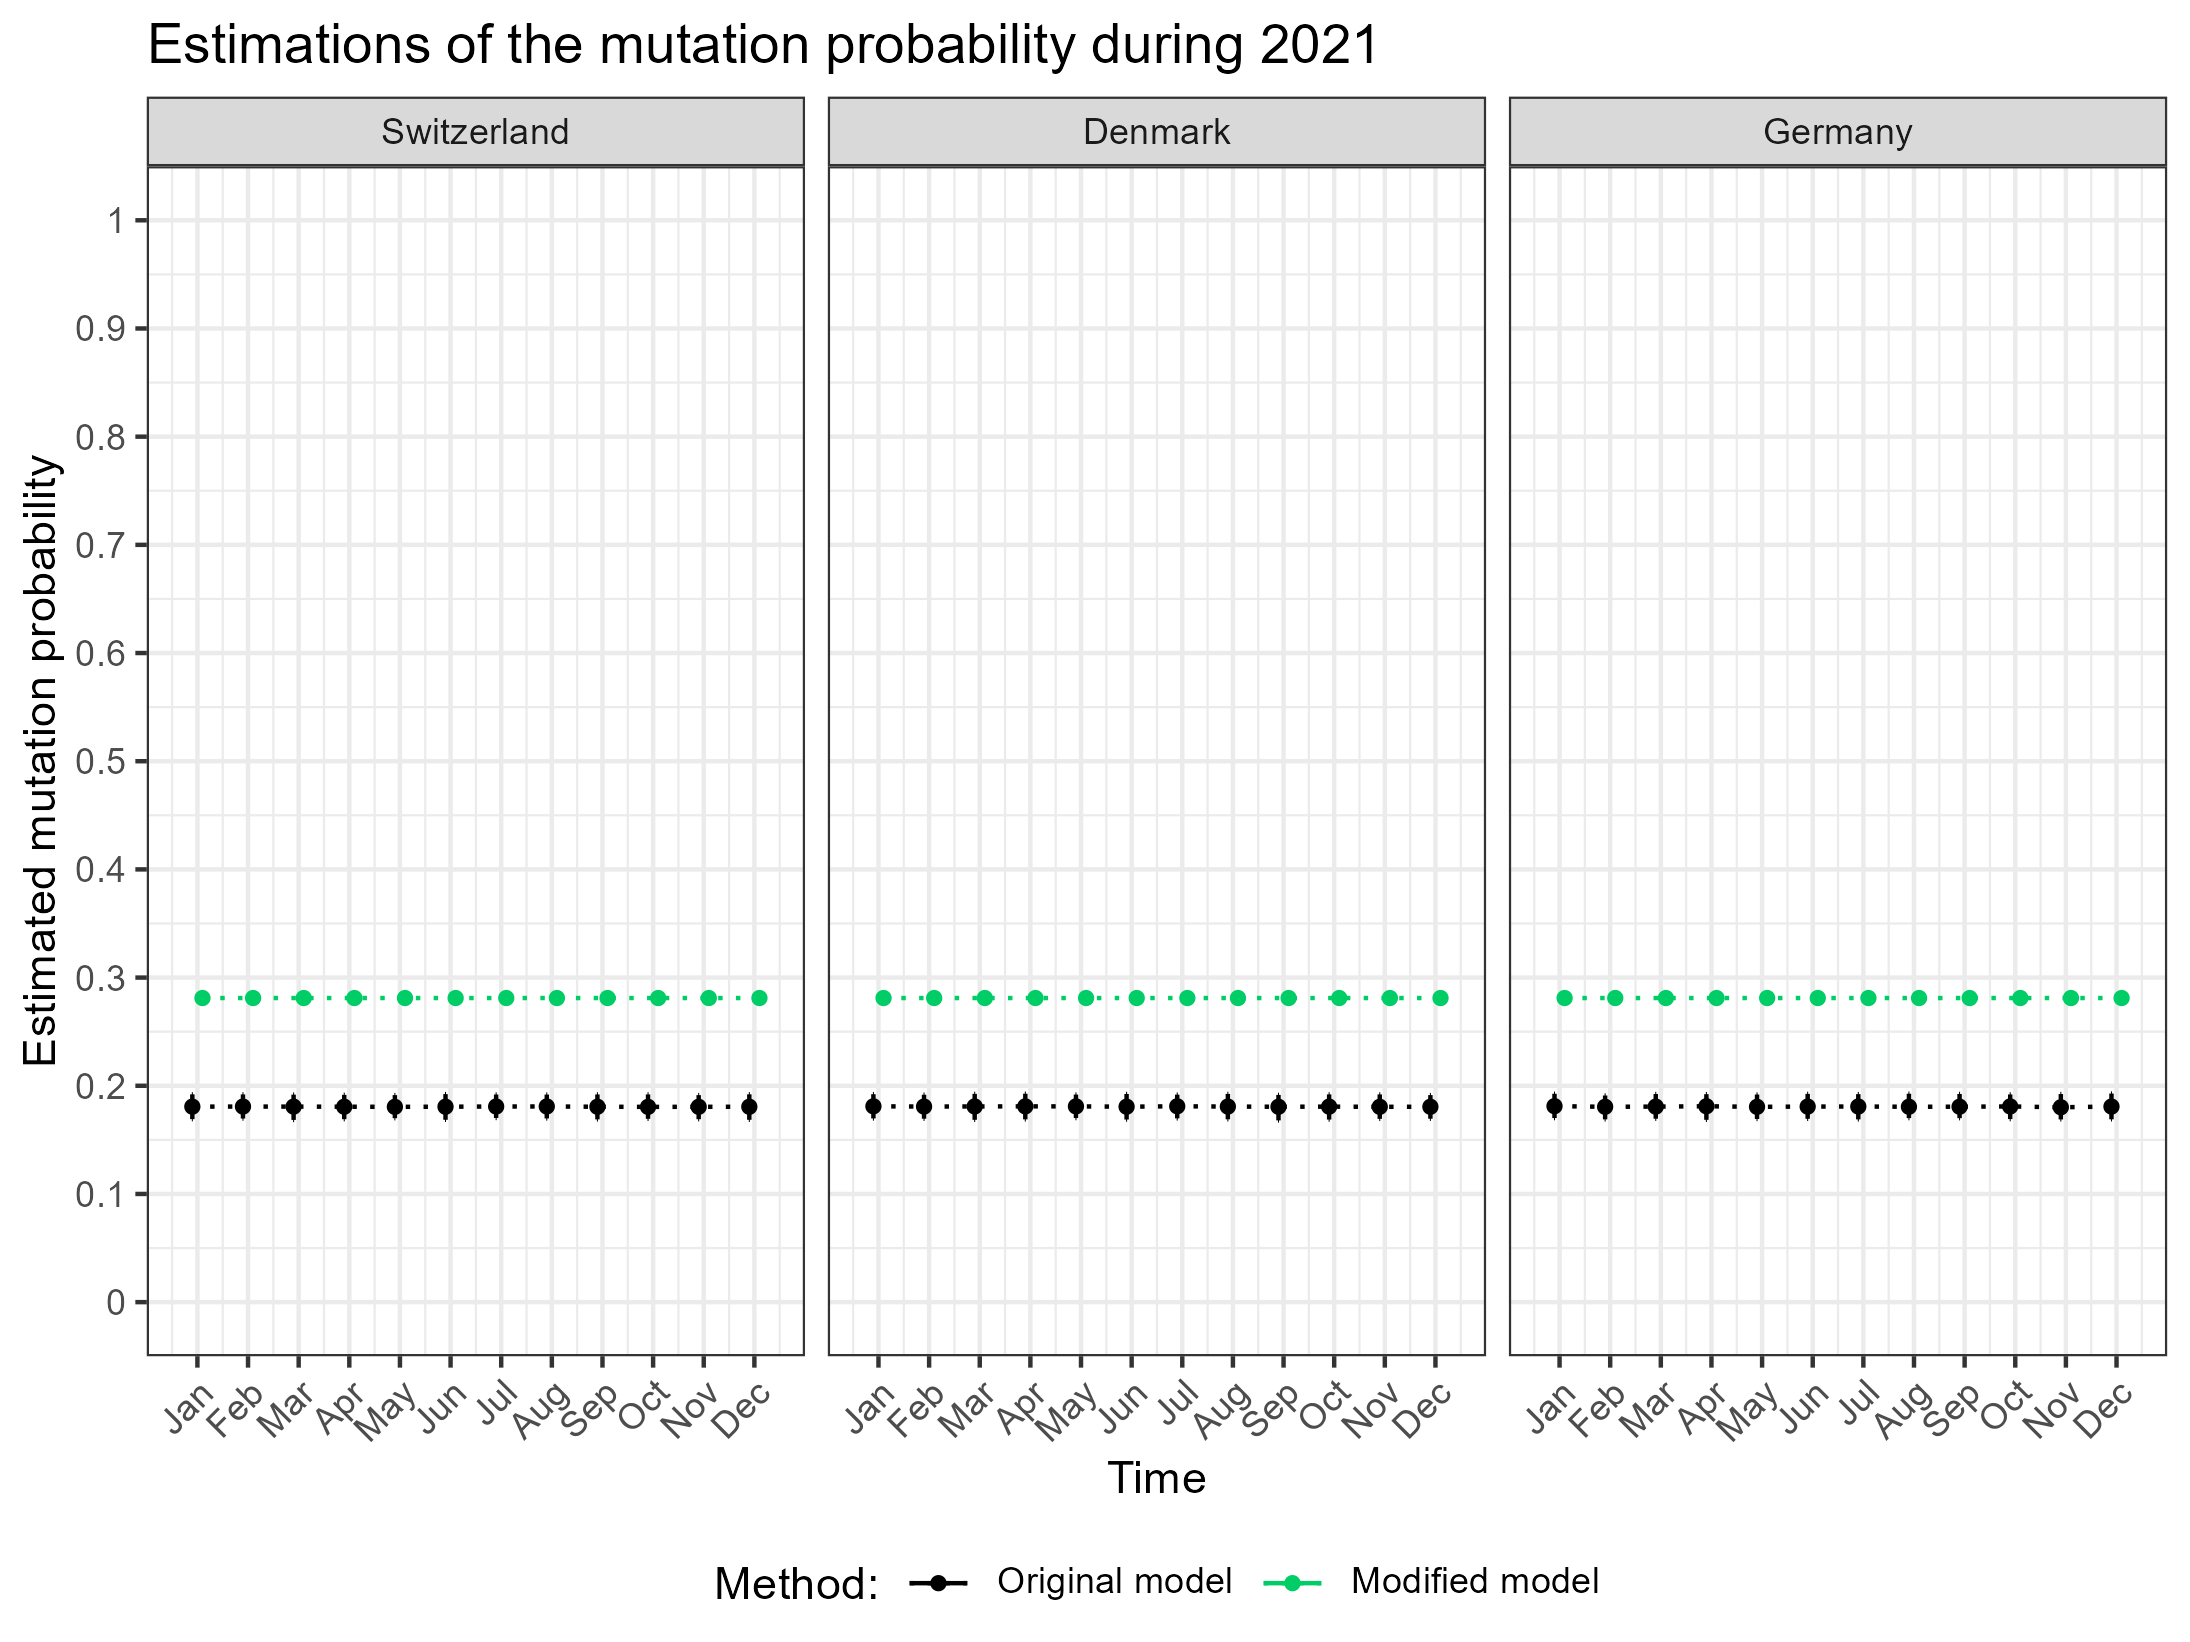 Estimations of the mutation probability during 2021
Switzerland
Denmark
Germany
Estimated mutation probability
1
0.9
0.8
0.7
0.6
0.5
0.4
0.3
0.2
0.1
0
Jan Feb Mar Apr May Jun Jul Aug Sep Oct Nov Dec
Jan Feb Mar Apr May Jun Jul Aug Sep Oct Nov Dec
Jan Feb Mar Apr May Jun Jul Aug Sep Oct Nov Dec
Time
Method: Original model Modified model